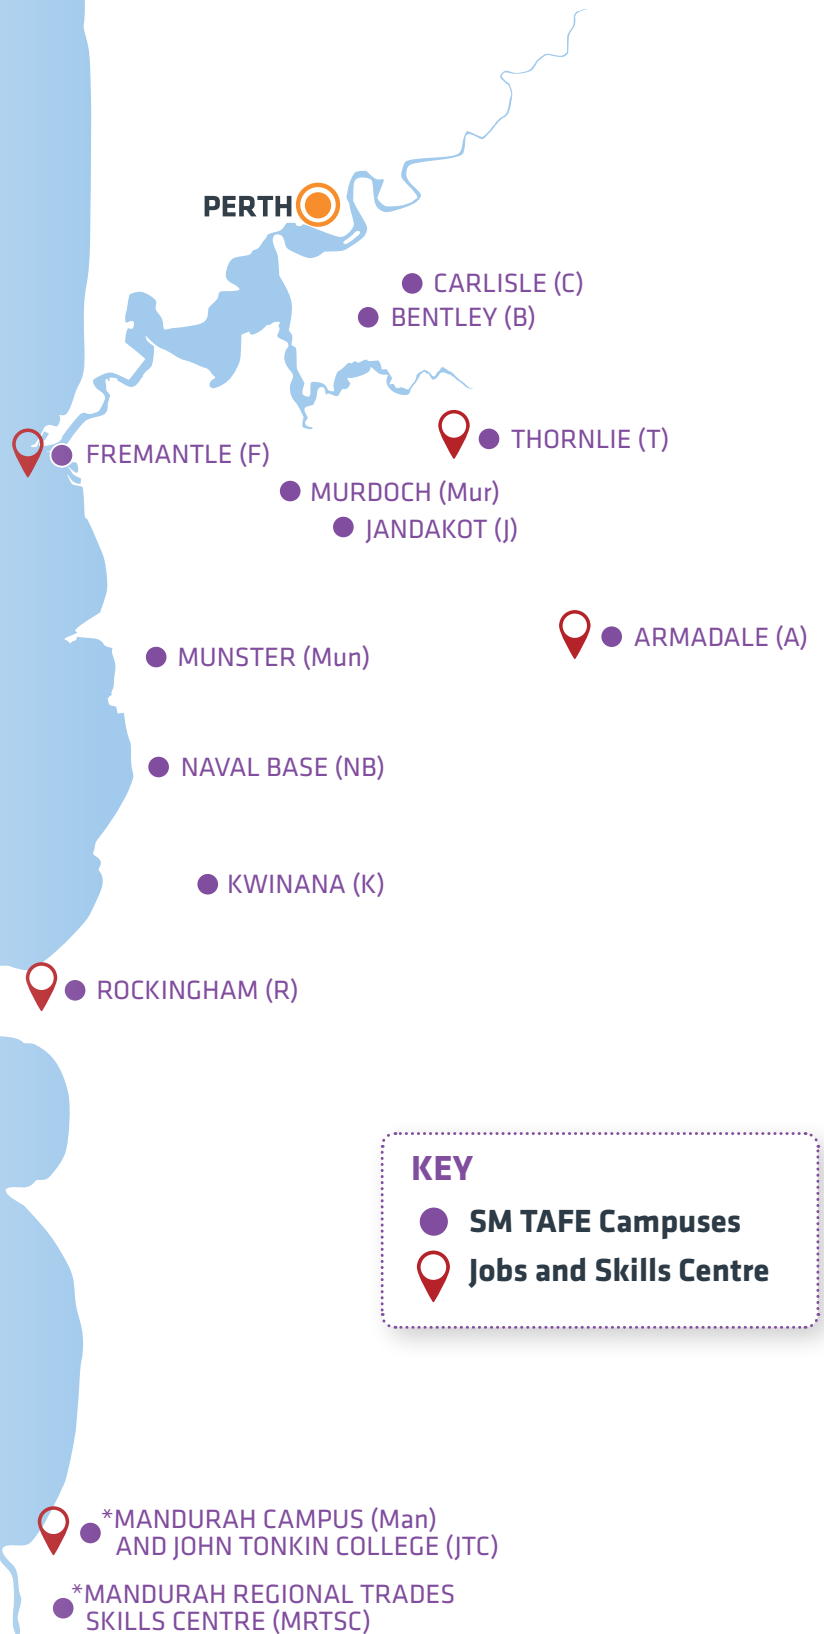 PERTH
CARLISLE (C)
BENTLEY (B)
THORNLIE (T)
FREMANTLE (F)
MURDOCH (Mur)
JANDAKOT (J)
ARMADALE (A)
MUNSTER (Mun)
NAVAL BASE (NB)
KWINANA (K)
ROCKINGHAM (R)
KEY
SM TAFE Campuses
Jobs and Skills Centre
*MANDURAH CAMPUS (Man)
AND JOHN TONKIN COLLEGE (JTC)
*MANDURAH REGIONAL TRADES
SKILLS CENTRE (MRTSC)